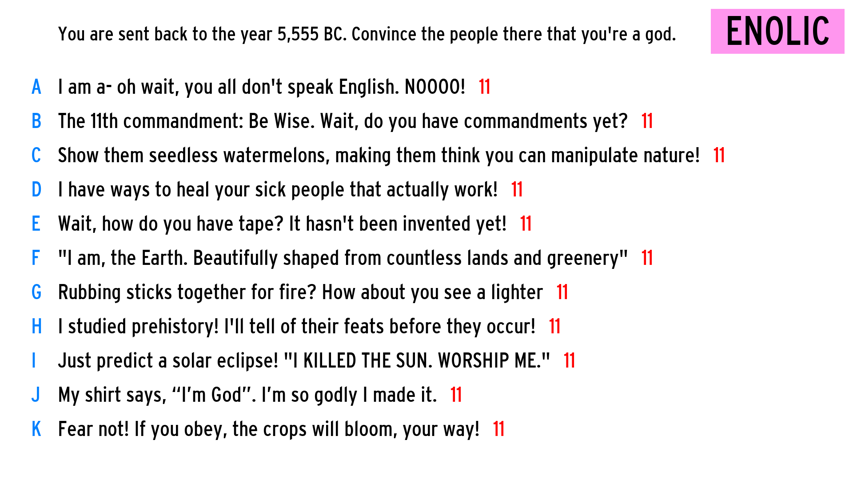 You are sent back to the year 5,555 BC. Convince the people there that you're a god.
ENOLIC
A I am a- oh wait, you all don't speak English. NOOOO! 11
B The 11th commandment: Be Wise. Wait, do you have commandments yet? 11
C Show them seedless watermelons, making them think you can manipulate nature! 11
D I have ways to heal your sick people that actually work! 11
E Wait, how do you have tape? It hasn't been invented yet! 11
F "I am, the Earth. Beautifully shaped from countless lands and greenery" 11
G Rubbing sticks together for fire? How about you see a lighter 11
H I studied prehistory! I'll tell of their feats before they occur! 11
I Just predict a solar eclipse! "I KILLED THE SUN. WORSHIP ME." 11
J My shirt says, “I’m God”. I’m so godly I made it. 11
K Fear not! If you obey, the crops will bloom, your way! 11